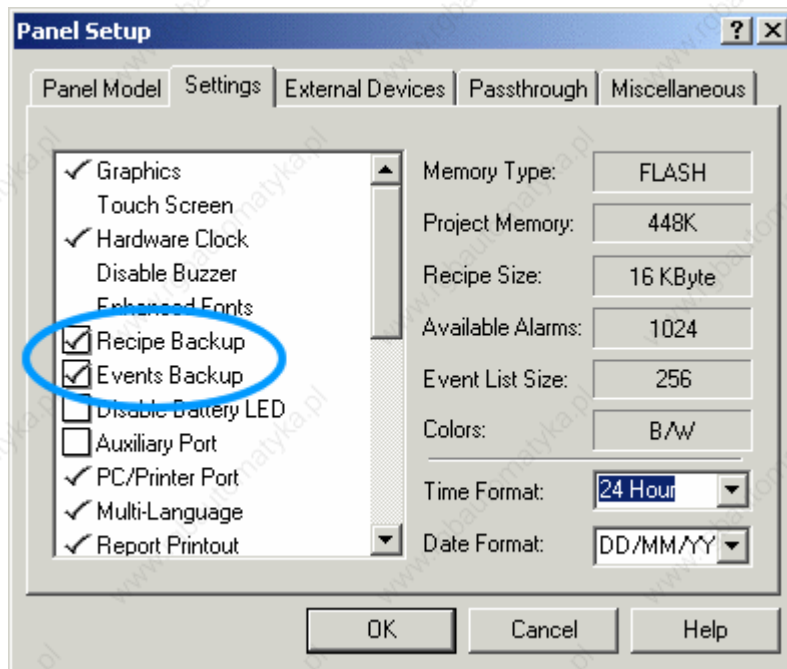 Panel Setup
Panel Model Settings External Devices Passthrough Miscellaneous
Graphics
Touch Screen
Hardware Clock
Disable Buzzer
Enhanced Fonts
Recipe Backup
Events Backup
Disable Battery LED
Auxiliary Port
PC/Printer Port
Multi-Language
Report Printout
Memory Type: FLASH
Project Memory: 448K
Recipe Size: 16 KByte
Available Alarms: 1024
Event List Size: 256
Colors: B/W
Time Format: 24 Hour
Date Format: DD/MM/YY
OK Cancel Help
www.rgbautomatyka.pl